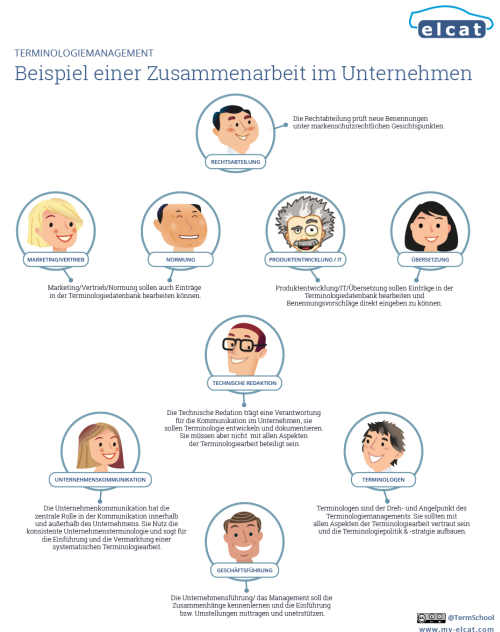 elcat
TERMINOLOGIEMANAGEMENT
Beispiel einer Zusammenarbeit im Unternehmen
Die Rechtabteilung prüft neue Benennungen
unter markenschutzrechtlichen Gesichtspunkten.
RECHTSABTEILUNG
MARKETING/VERTRIEB
NORMUNG
PRODUKTENTWICKLUNG / IT
ÜBERSETZUNG
Marketing/Vertrieb/Normung sollen auch Einträge
in der Terminologiedatenbank bearbeiten können.
Produktentwicklung/IT/Übersetzung sollen Einträge in der
Terminologiedatenbank bearbeiten und
Benennungsvorschläge direkt eingeben zu können.
TECHNISCHE REDAKTION
Die Technische Redation trägt eine Verantwortung
für die Kommunikation im Unternehmen, sie
sollen Terminologie entwickeln und dokumentieren.
Sie müssen aber nicht mit allen Aspekten
der Terminologiearbeit beteiligt sein.
UNTERNEHMENSKOMMUNIKATION
TERMINOLOGEN
Die Unternehmenkommunikation hat die
zentrale Rolle in der Kommunikation innerhalb
und außerhalb des Unternehmens. Sie Nutz die
konsistente Unternehmensterminologie und sogt für
die Einführung und die Vermarktung einer
systematischen Terminologiearbeit.
Terminologen sind der Dreh- und Angelpunkt des
Terminologiemanagements. Sie sollten mit
allen Aspekten der Terminologiearbeit vertraut sein
und die Terminologiepolitik & -stratgie aufbauen.
GESCHÄFTSFÜHRUNG
Die Unternehmensführung/ das Management soll die
Zusammenhänge kennenlernen und die Einführung
bzw. Umstellungen mittragen und unetrstützen.
@TermSchool
www.mv-elcat.com